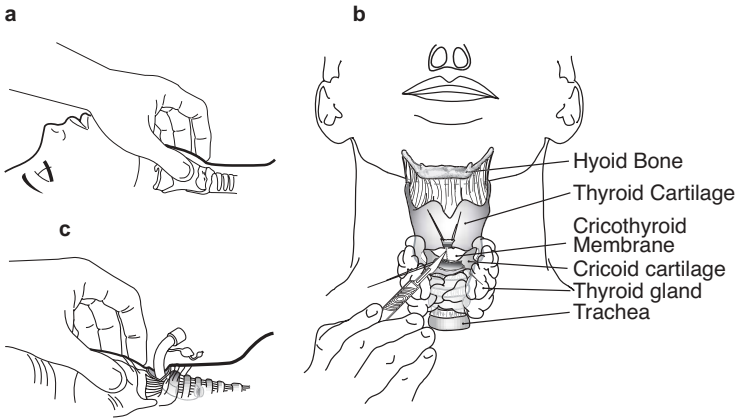 a
b
Hyoid Bone
Thyroid Cartilage
Cricothyroid
Membrane
Cricoid cartilage
Thyroid gland
Trachea
c